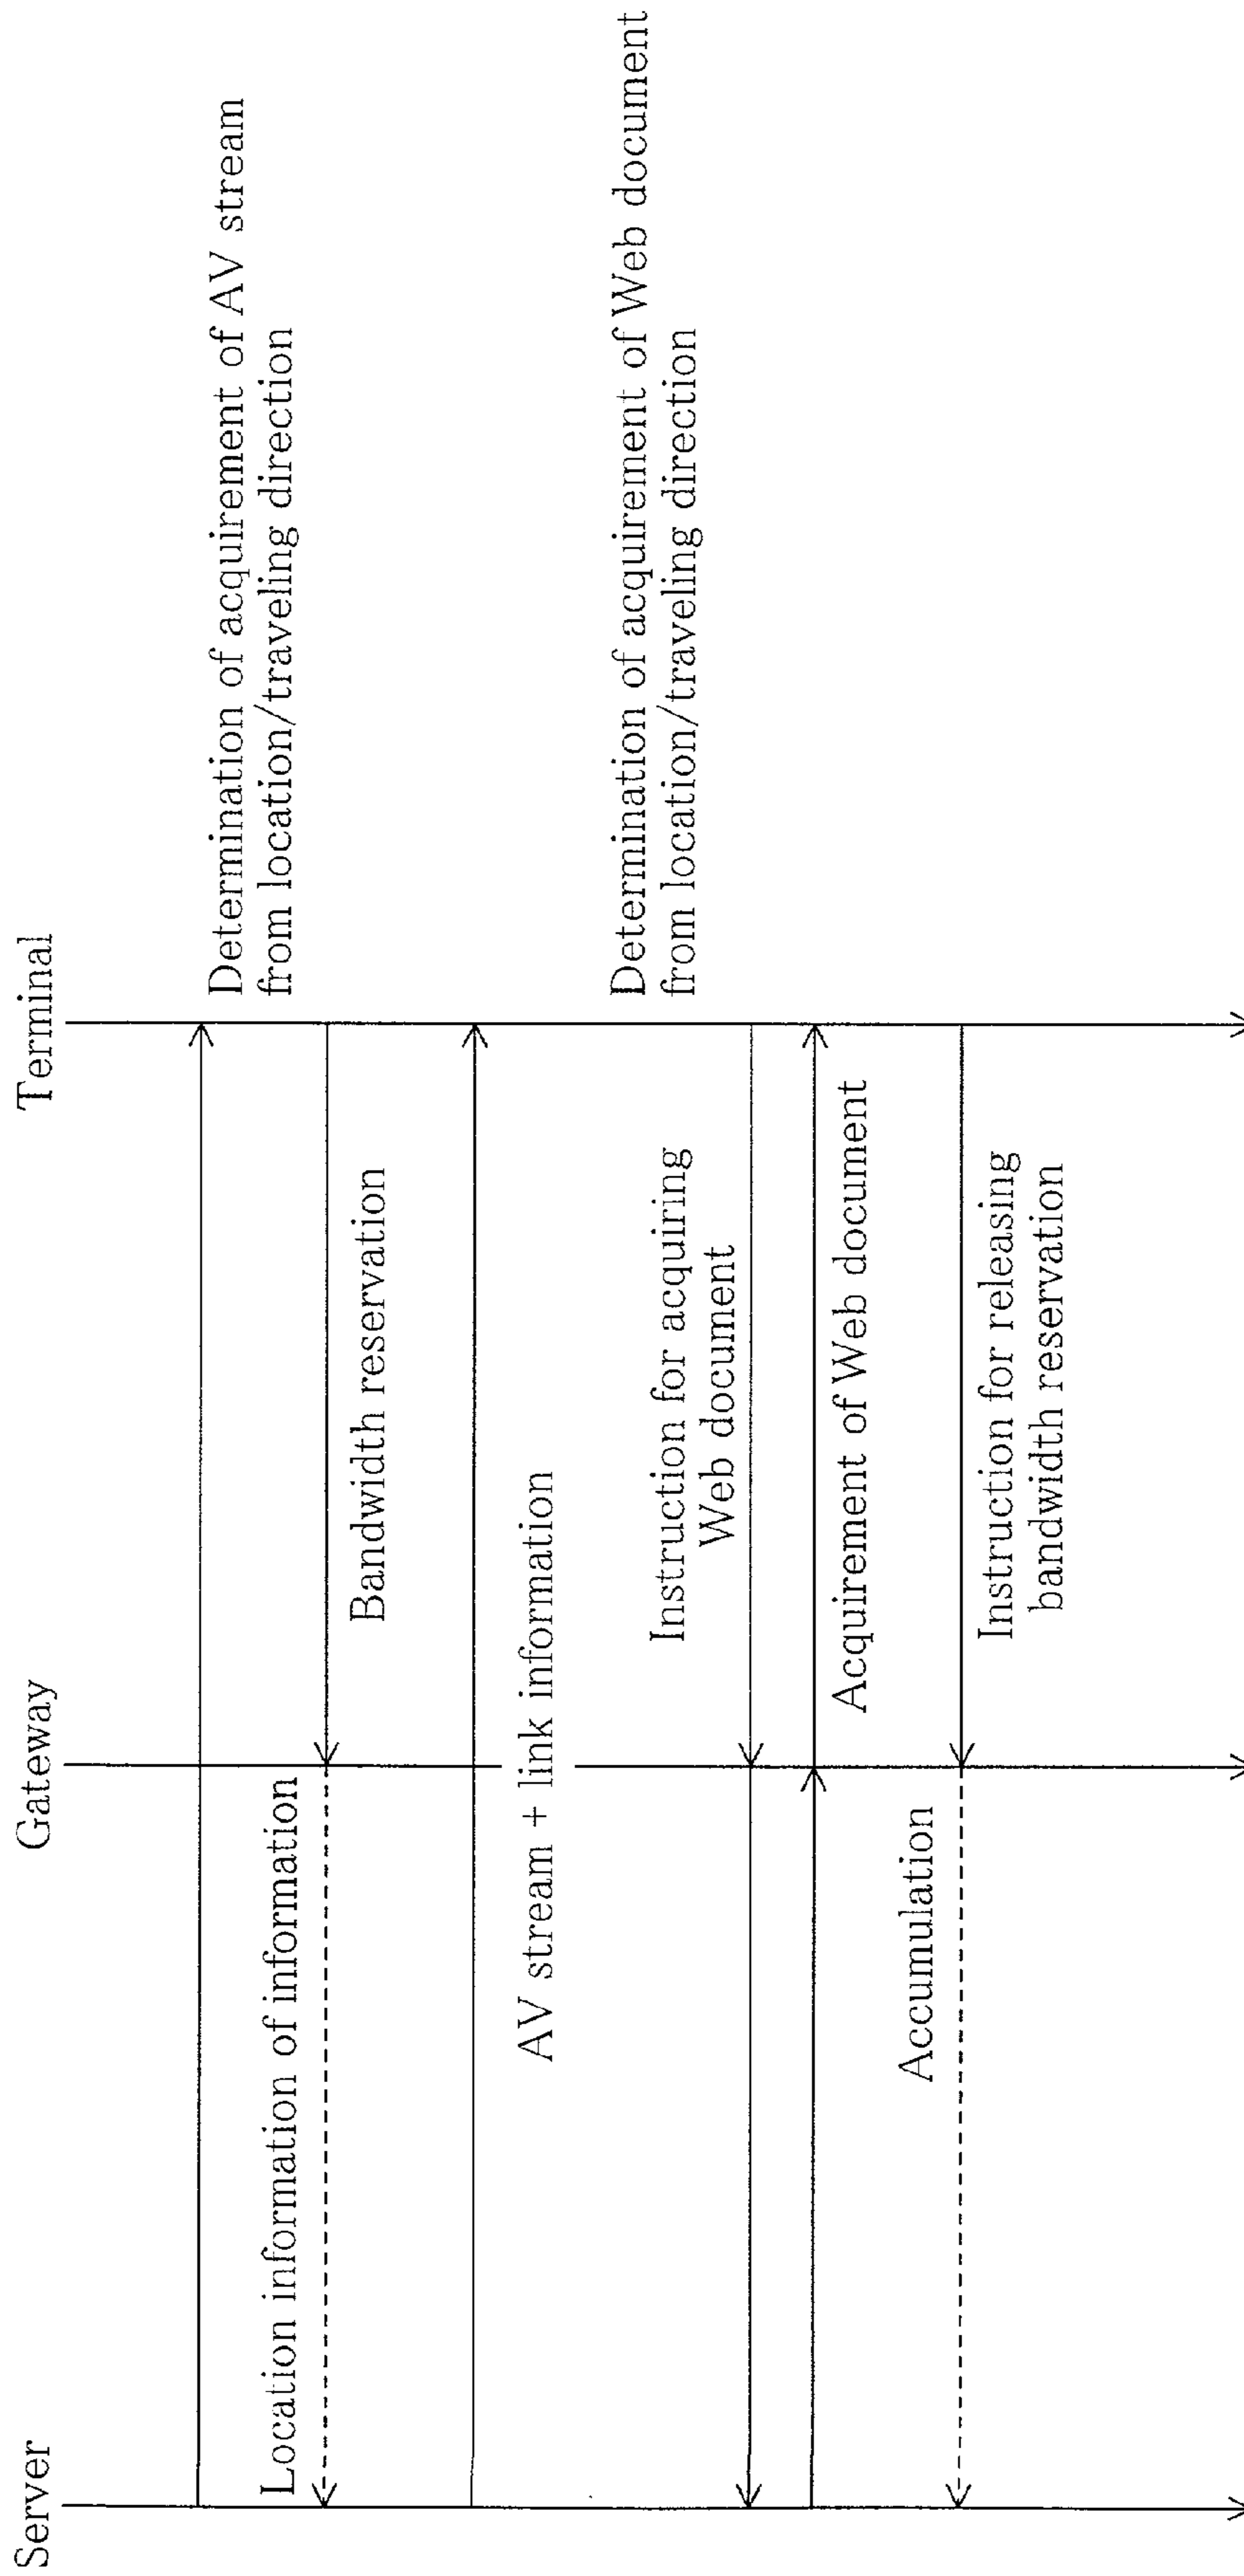 Server
Gateway
Terminal
Determination of acquirement of AV stream
from location/traveling direction
Location information of information
Bandwidth reservation
AV stream + link information
Determination of acquirement of Web document
from location/traveling direction
Instruction for acquiring
Web document
Acquirement of Web document
Accumulation
Instruction for releasing
bandwidth reservation